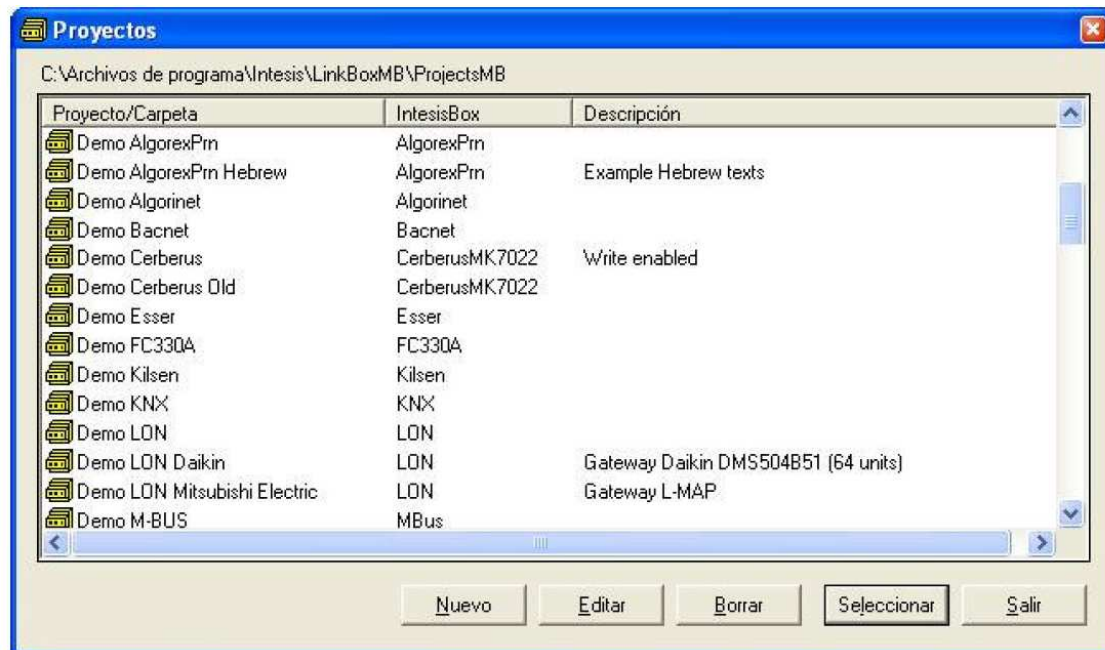 Proyectos
C:\Archivos de programa\Intesis\LinkBoxMB\ProjectsMB
Proyecto/Carpeta IntesisBox Descripción
Demo AlgorexPrn AlgorexPrn
Demo AlgorexPrn Hebrew AlgorexPrn Example Hebrew texts
Demo Algorinet Algorinet
Demo Bacnet Bacnet
Demo Cerberus CerberusMK7022 Write enabled
Demo Cerberus Old CerberusMK7022
Demo Esser Esser
Demo FC330A FC330A
Demo Kilsen Kilsen
Demo KNX KNX
Demo LON LON
Demo LON Daikin LON Gateway Daikin DMS504B51 (64 units)
Demo LON Mitsubishi Electric LON Gateway L-MAP
Demo M-BUS MBus
Nuevo Editar Borrar Seleccionar Salir